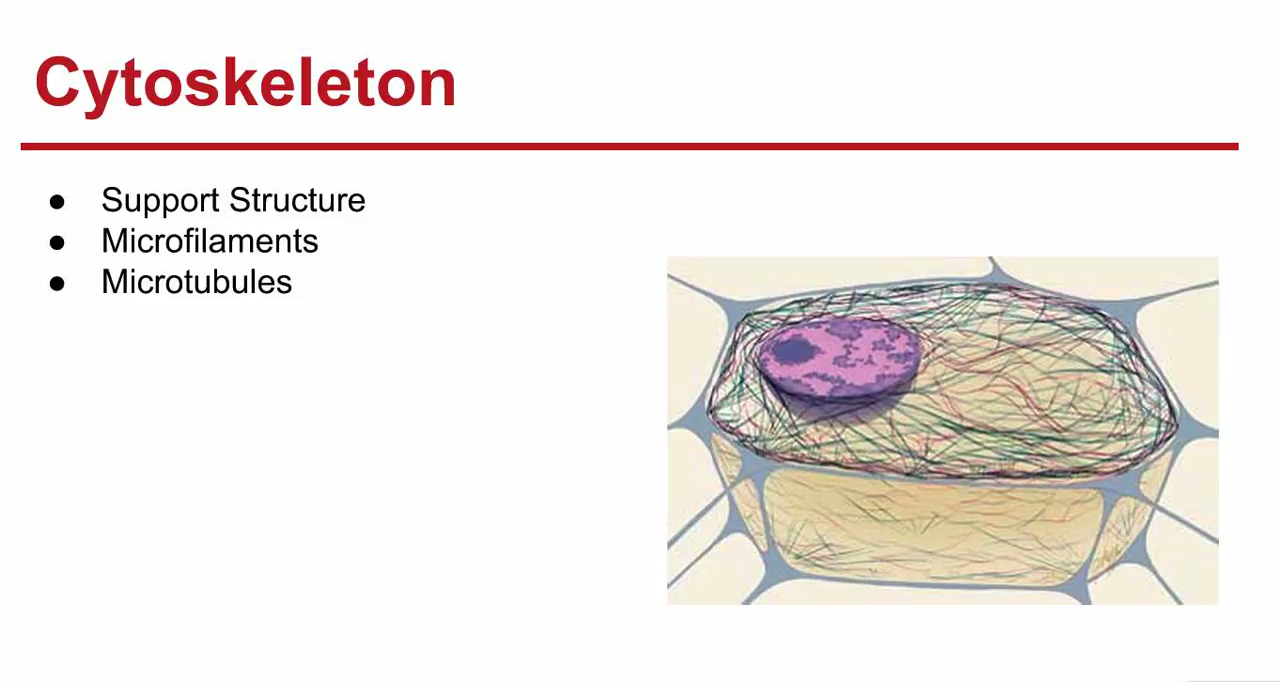 Cytoskeleton
● Support Structure
● Microfilaments
● Microtubules